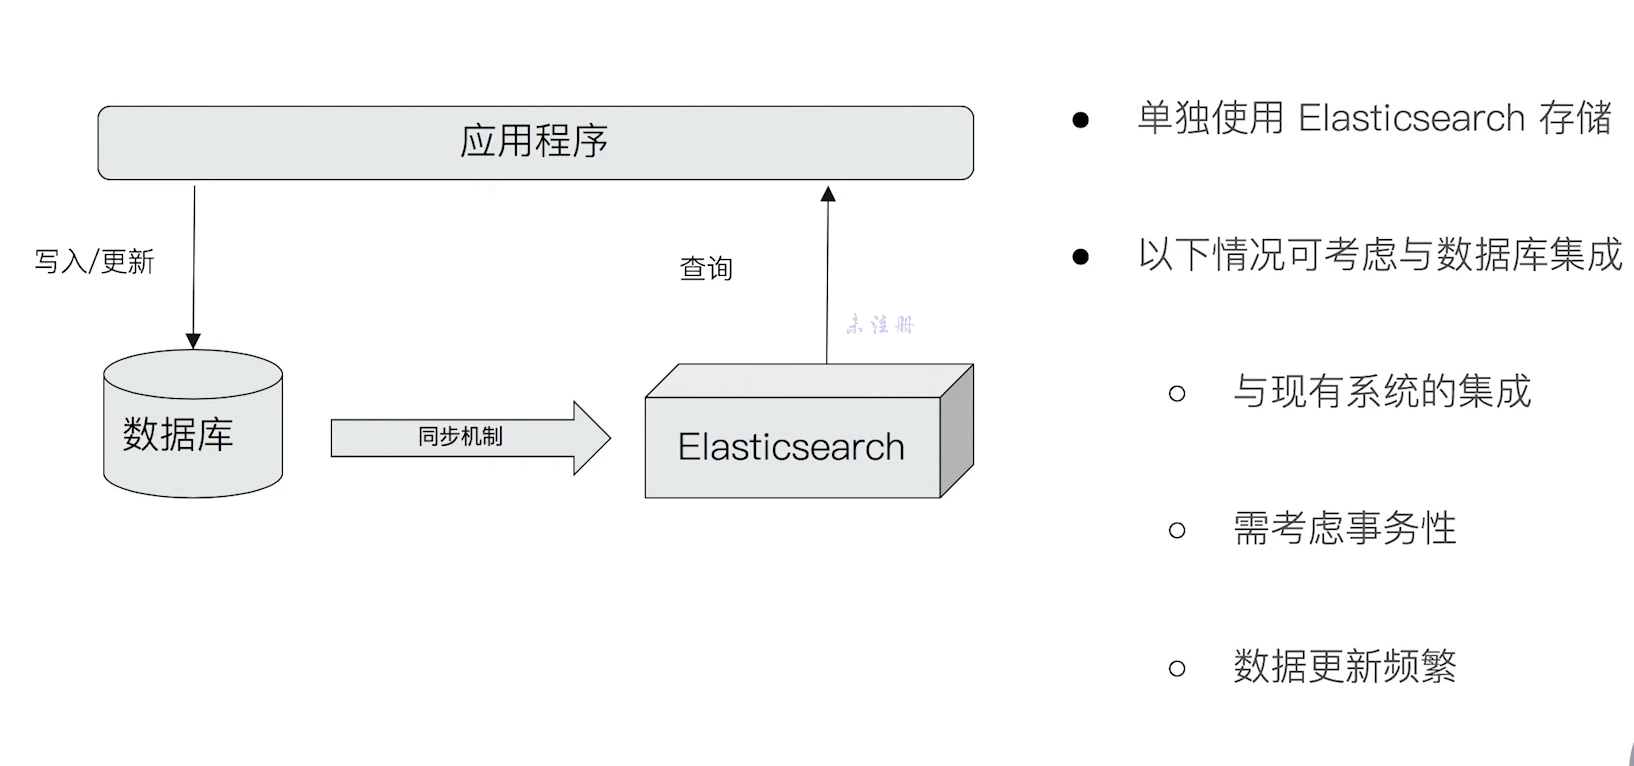 应用程序
写入/更新
查询
未注册
数据库
同步机制
Elasticsearch
● 单独使用 Elasticsearch 存储
● 以下情况可考虑与数据库集成
○ 与现有系统的集成
○ 需考虑事务性
○ 数据更新频繁